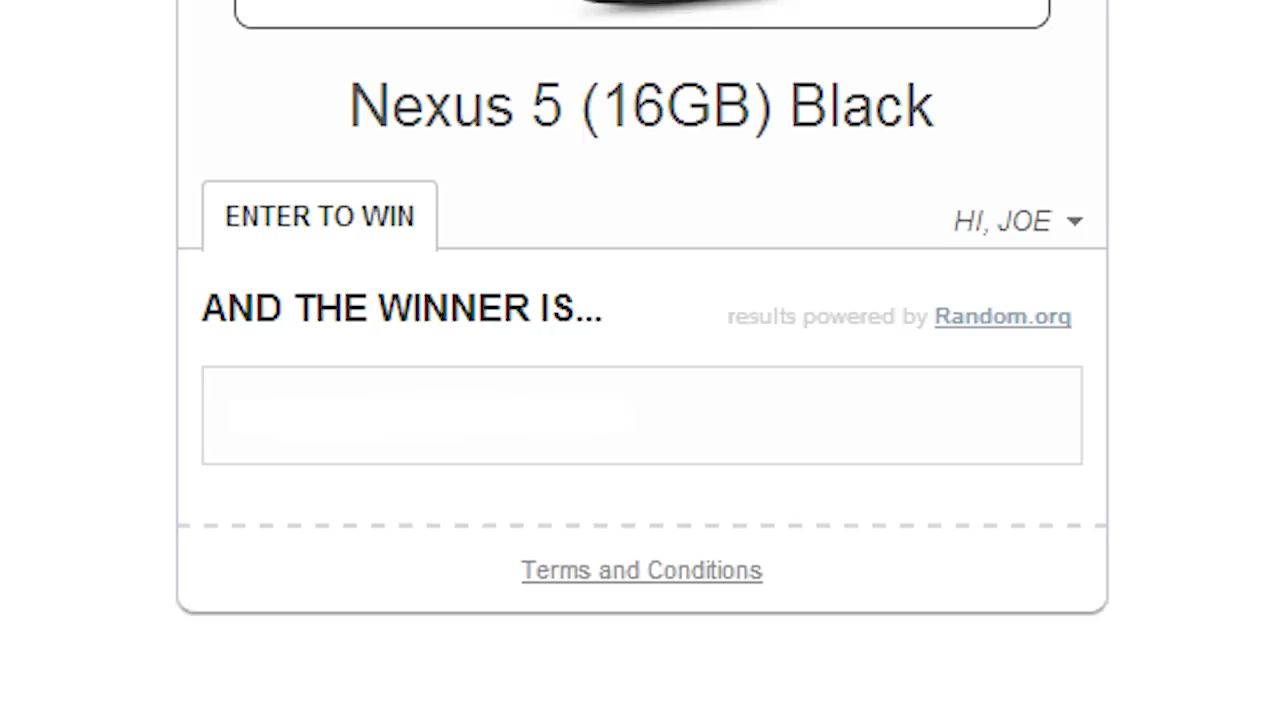 Nexus 5 (16GB) Black
ENTER TO WIN
HI, JOE
AND THE WINNER IS...
results powered by Random.org
Terms and Conditions